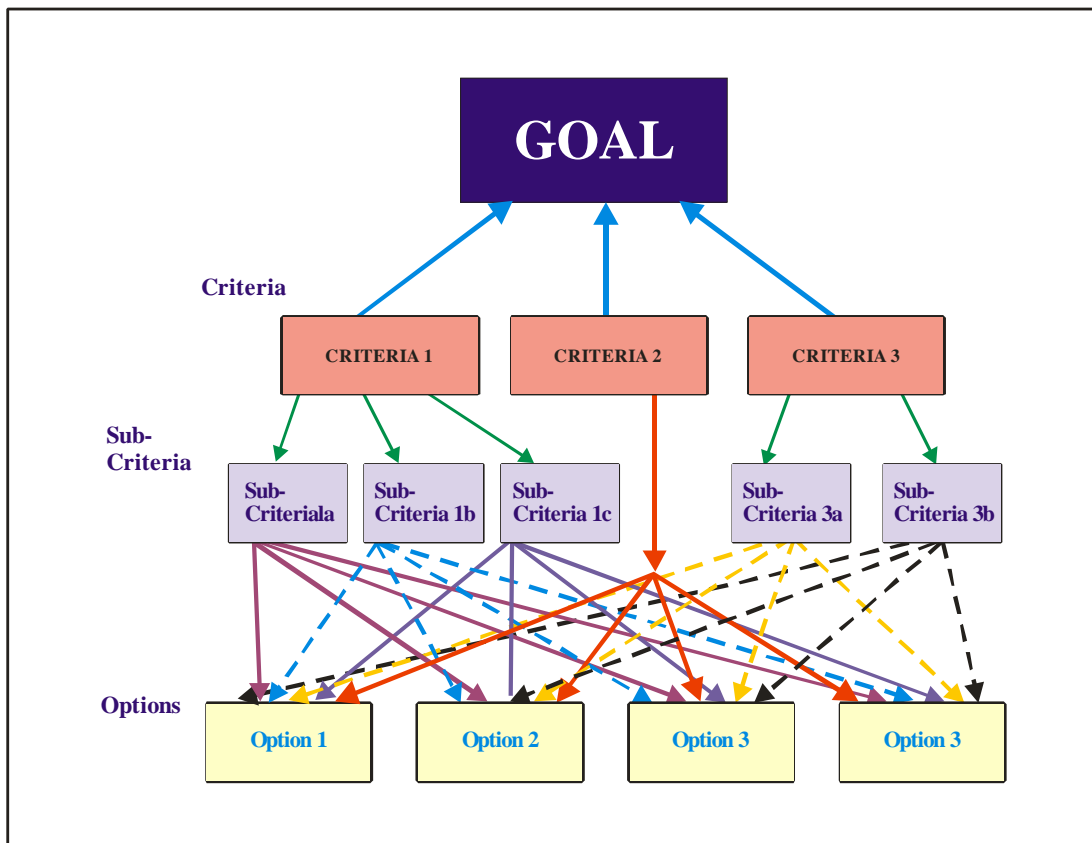 GOAL
Criteria
CRITERIA 1
CRITERIA 2
CRITERIA 3
Sub-
Criteria
Sub-
Criteriala
Sub-
Criteria 1b
Sub-
Criteria 1c
Sub-
Criteria 3a
Sub-
Criteria 3b
Options
Option 1
Option 2
Option 3
Option 3